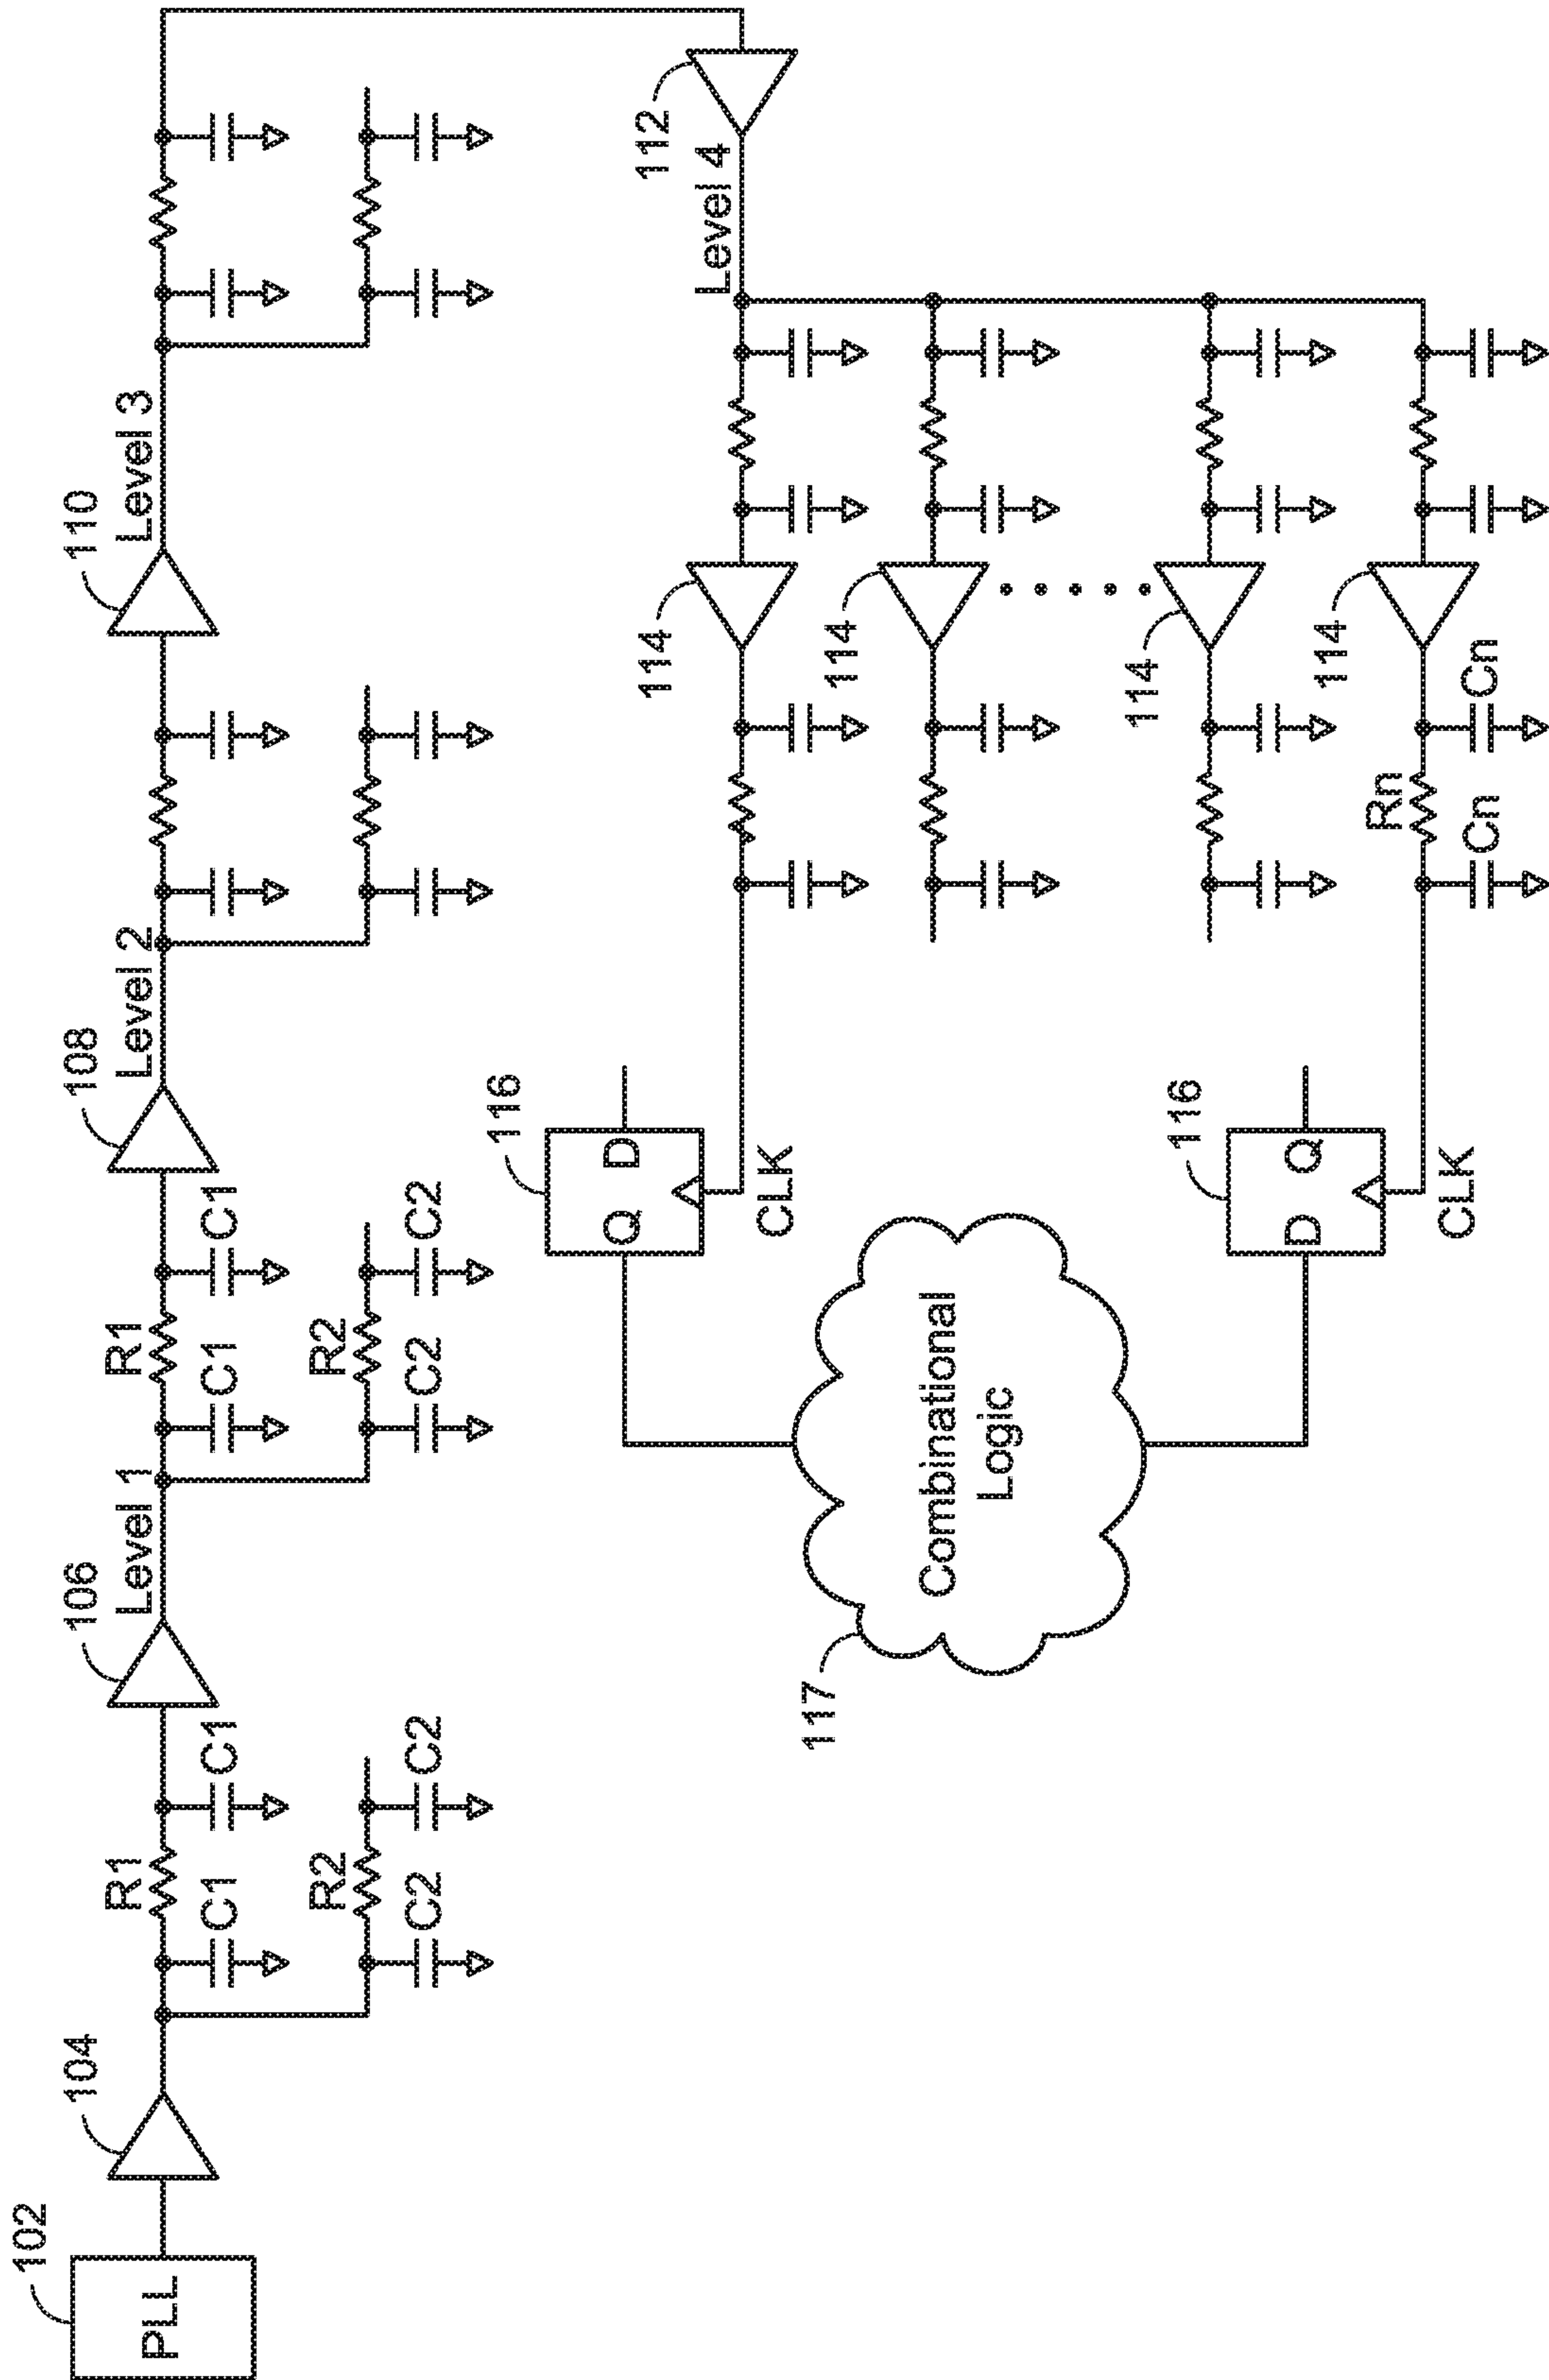 102
PLL
104
R1
C1
C1
R2
C2
C2
106
Level 1
R1
C1
C1
R2
C2
C2
108
Level 2
110
Level 3
112
Level 4
114
114
114
114
Rn
Cn
Cn
116
Q
D
CLK
116
D
Q
CLK
117
Combinational
Logic